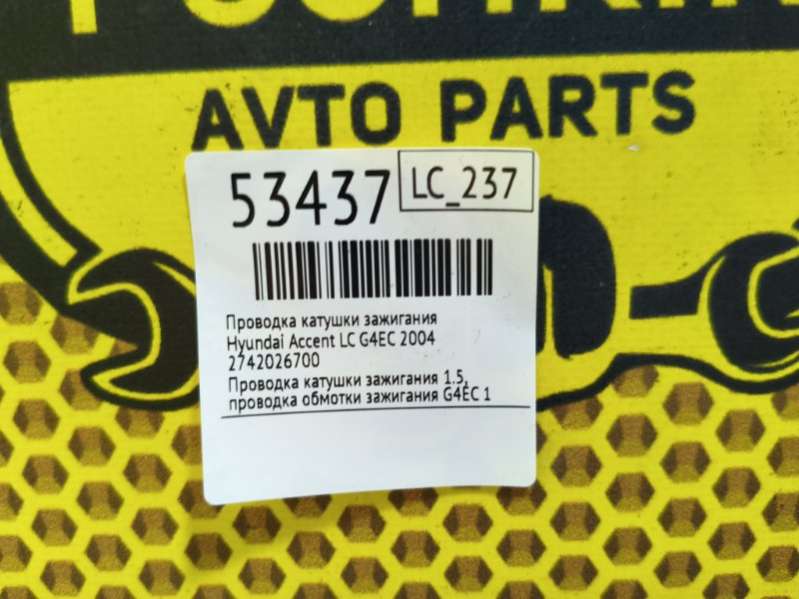 AVTO PARTS
53437
LC_237
Проводка катушки зажигания
Hyundai Accent LC G4EC 2004
2742026700
Проводка катушки зажигания 1.5,
проводка обмотки зажигания G4EC 1